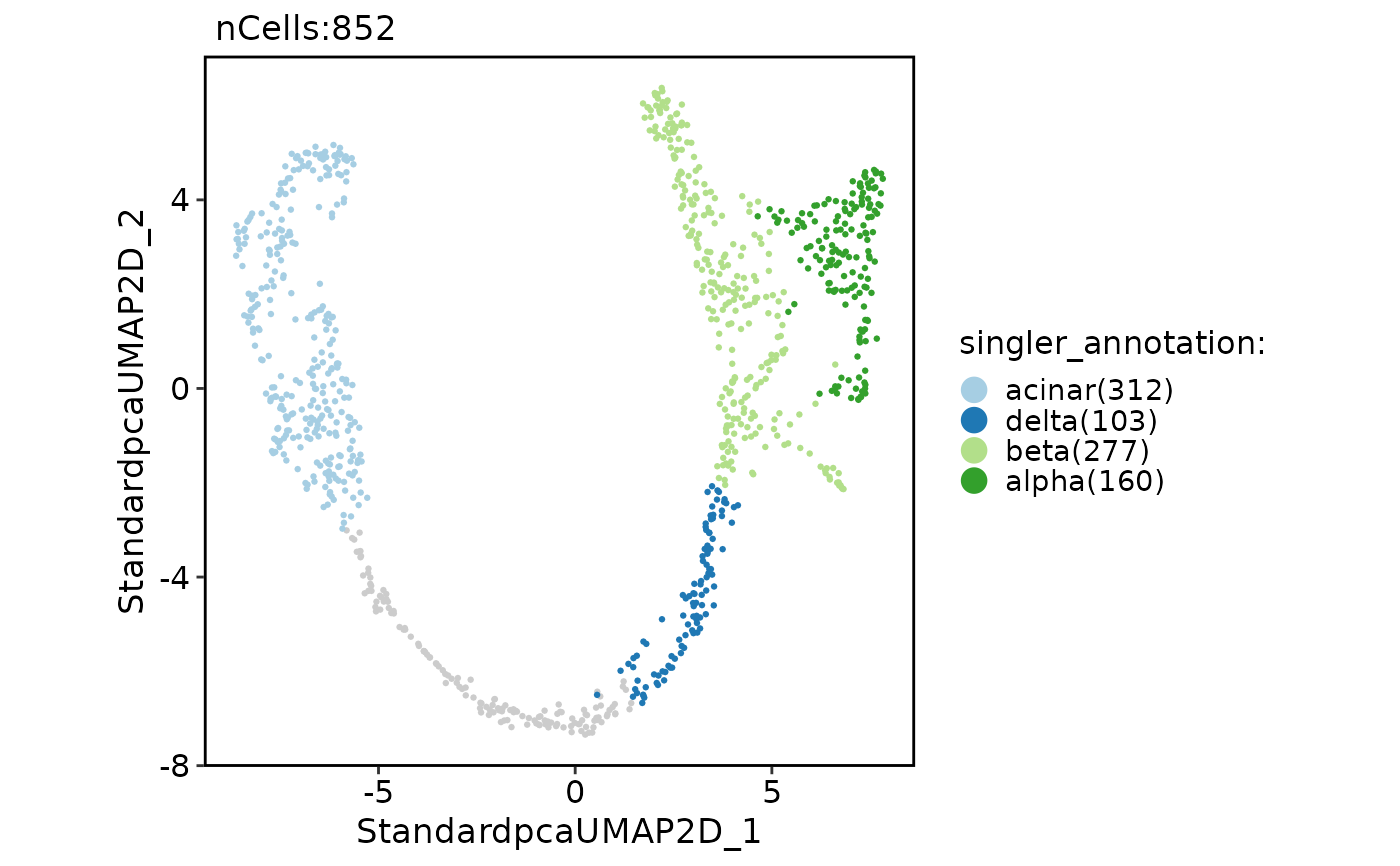 nCells:852
StandardpcaUMAP2D_2
4
0
-4
-8
-5
0
5
StandardpcaUMAP2D_1
singler_annotation:
acinar(312)
delta(103)
beta(277)
alpha(160)